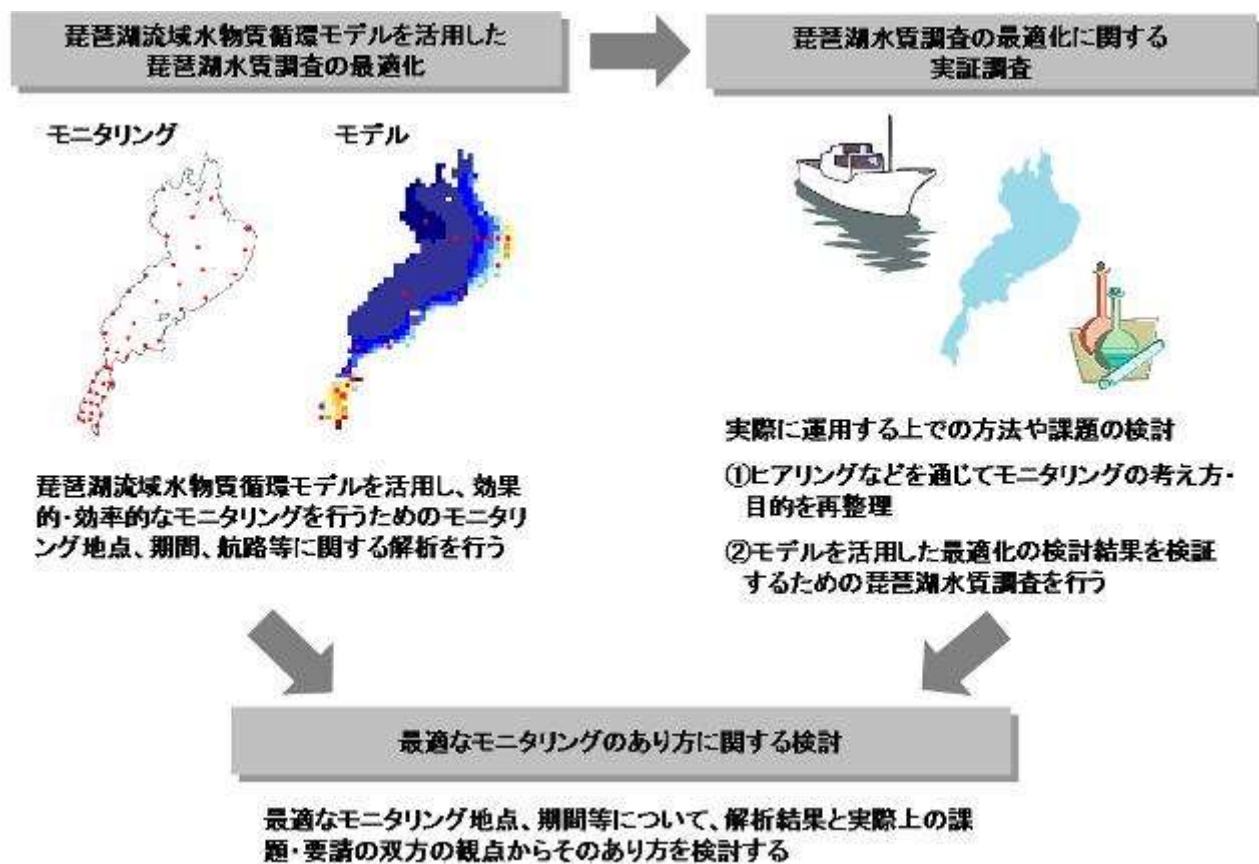 琵琶湖流域水物質循環モデルを活用した
琵琶湖水質調査の最適化
琵琶湖水質調査の最適化に関する
実証調査
モニタリング
モデル
琵琶湖流域水物質循環モデルを活用し、効果
的・効率的なモニタリングを行うためのモニタリ
ング地点、期間、航路等に関する解析を行う
実際に運用する上での方法や課題の検討
①ヒアリングなどを通じてモニタリングの考え方・
目的を再整理
②モデルを活用した最適化の検討結果を検証
するための琵琶湖水質調査を行う
最適なモニタリングのあり方に関する検討
最適なモニタリング地点、期間等について、解析結果と実際上の課
題・要請の双方の観点からそのあり方を検討する